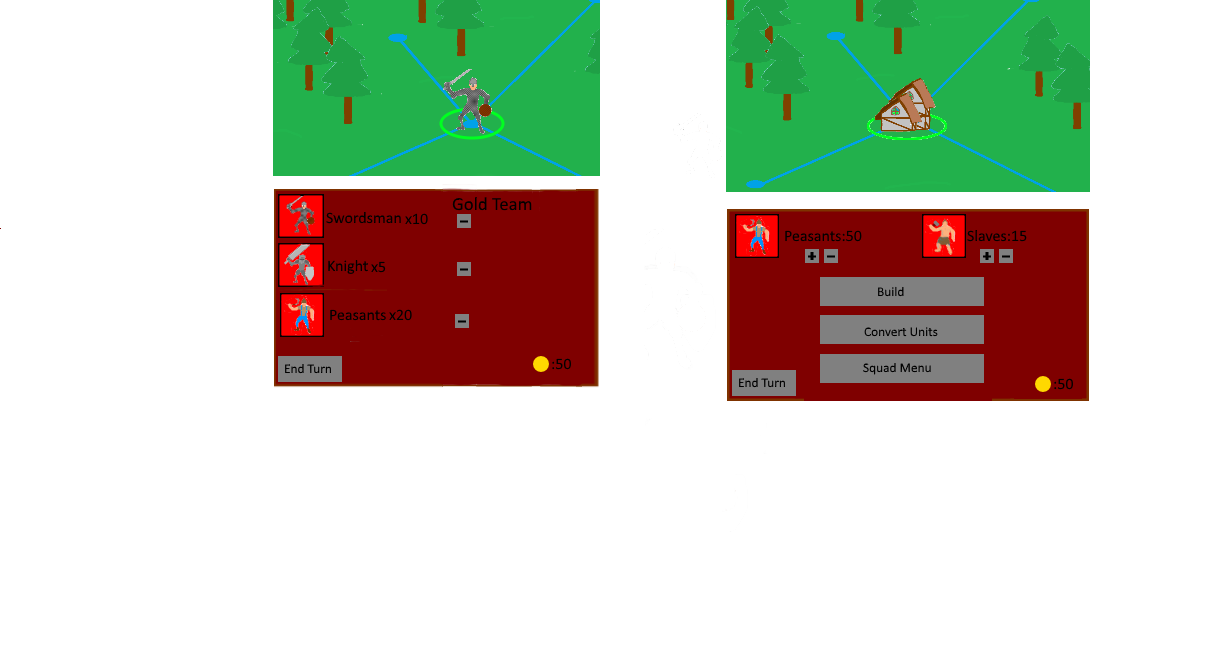 Gold Team
Swordsman x10
Knight x5
Peasants x20
End Turn
:50
Peasants:50
Slaves:15
Build
Convert Units
Squad Menu
End Turn
:50